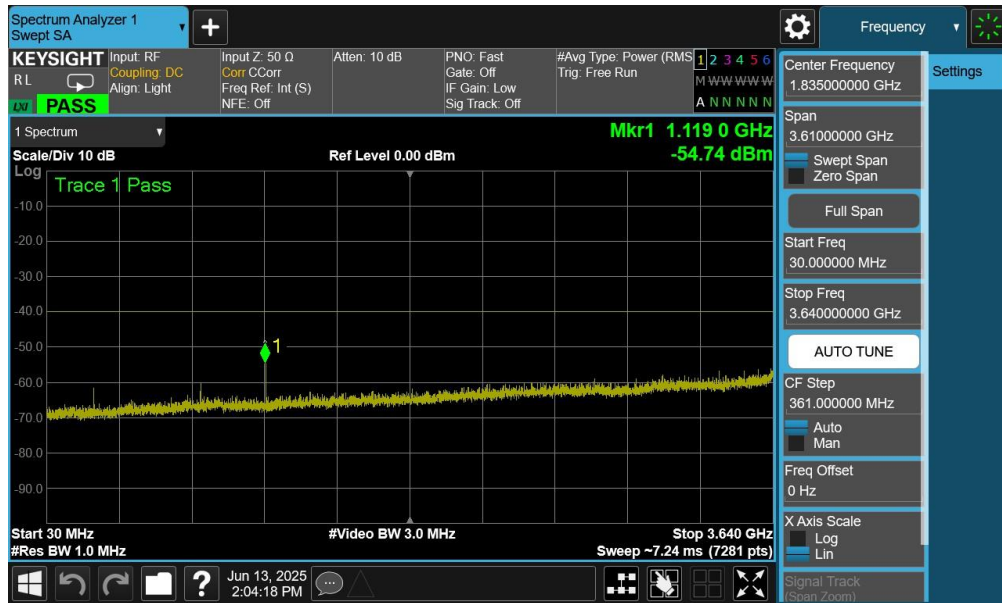 Spectrum Analyzer 1
Swept SA
+
Frequency
KEYSIGHT
RL
LXI PASS
Input: RF
Coupling: DC
Align: Light
Input Z: 50 Ω
Corr CCorr
Freq Ref: Int (S)
NFE: Off
Atten: 10 dB
PNO: Fast
Gate: Off
IF Gain: Low
Sig Track: Off
#Avg Type: Power (RMS
Trig: Free Run
1 2 3 4 5 6
M W W W W W
A N N N N N
1 Spectrum
Mkr1 1.119 0 GHz
Scale/Div 10 dB
Ref Level 0.00 dBm
-54.74 dBm
Log
Trace 1 Pass
-10.0
-20.0
-30.0
-40.0
-50.0
1
-60.0
-70.0
-80.0
-90.0
Start 30 MHz
#Video BW 3.0 MHz
Stop 3.640 GHz
#Res BW 1.0 MHz
Sweep ~7.24 ms (7281 pts)
Center Frequency
1.835000000 GHz
Settings
Span
3.61000000 GHz
Swept Span
Zero Span
Full Span
Start Freq
30.000000 MHz
Stop Freq
3.640000000 GHz
AUTO TUNE
CF Step
361.000000 MHz
Auto
Man
Freq Offset
0 Hz
X Axis Scale
Log
Lin
Signal Track
(Span Zoom)
?
Jun 13, 2025
2:04:18 PM